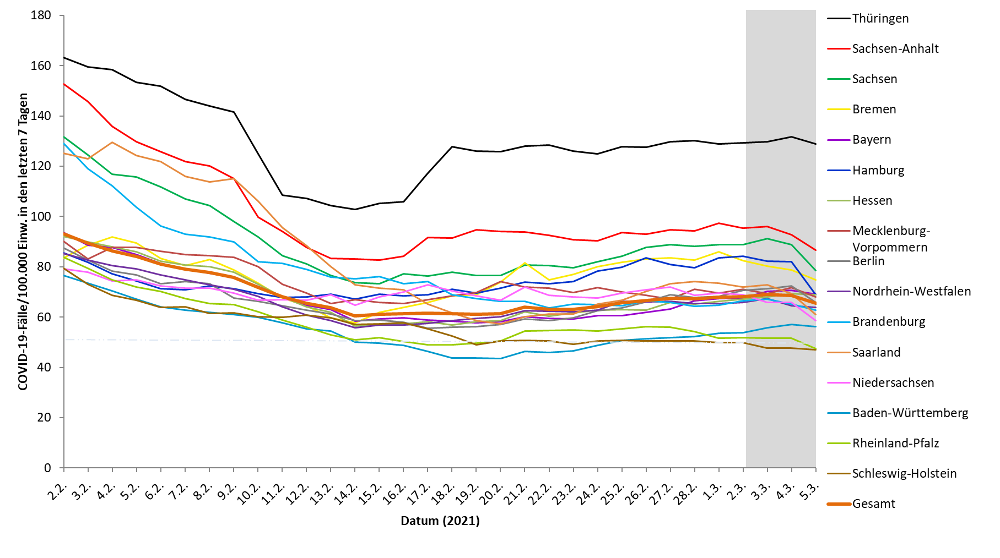 COVID-19-Fälle/100.000 Einw. in den letzten 7 Tagen
180
160
140
120
100
80
60
40
20
0
2.2.
3.2.
4.2.
5.2.
6.2.
7.2.
8.2.
9.2.
10.2.
11.2.
12.2.
13.2.
14.2.
15.2.
16.2.
17.2.
18.2.
19.2.
20.2.
21.2.
22.2.
23.2.
24.2.
25.2.
26.2.
27.2.
28.2.
1.3.
2.3.
3.3.
4.3.
5.3.
Datum (2021)
Thüringen
Sachsen-Anhalt
Sachsen
Bremen
Bayern
Hamburg
Hessen
Mecklenburg-
Vorpommern
Berlin
Nordrhein-Westfalen
Brandenburg
Saarland
Niedersachsen
Baden-Württemberg
Rheinland-Pfalz
Schleswig-Holstein
Gesamt